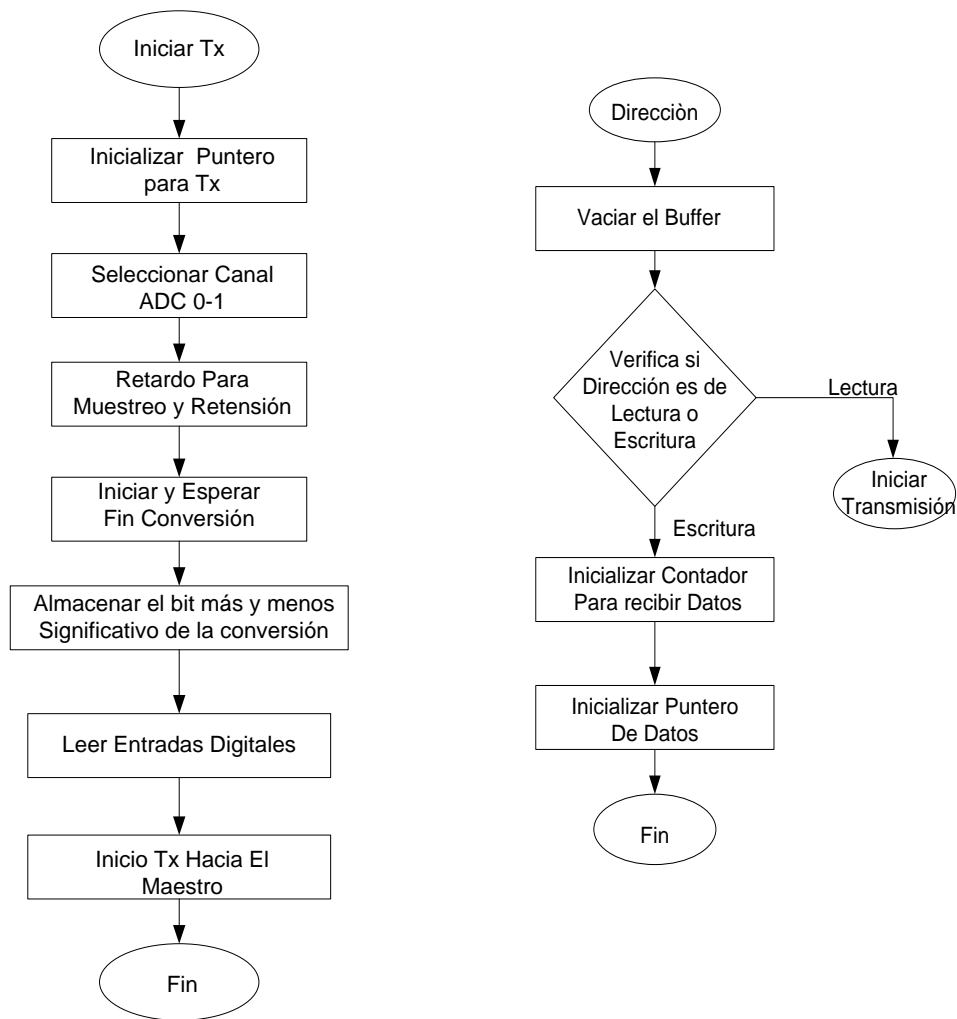 Iniciar Tx
Inicializar Puntero
para Tx
Seleccionar Canal
ADC 0-1
Retardo Para
Muestreo y Retensión
Iniciar y Esperar
Fin Conversión
Almacenar el bit más y menos
Significativo de la conversión
Leer Entradas Digitales
Inicio Tx Hacia El
Maestro
Fin
Direcciòn
Vaciar el Buffer
Verifica si
Dirección es de
Lectura o
Escritura
Lectura
Iniciar
Transmisión
Escritura
Inicializar Contador
Para recibir Datos
Inicializar Puntero
De Datos
Fin